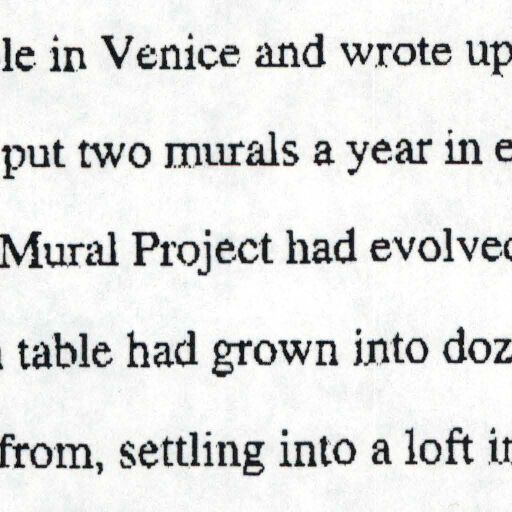 le in Venice and wrote up
put two murals a year in e
Mural Project had evolved
table had grown into doz
from, settling into a loft in